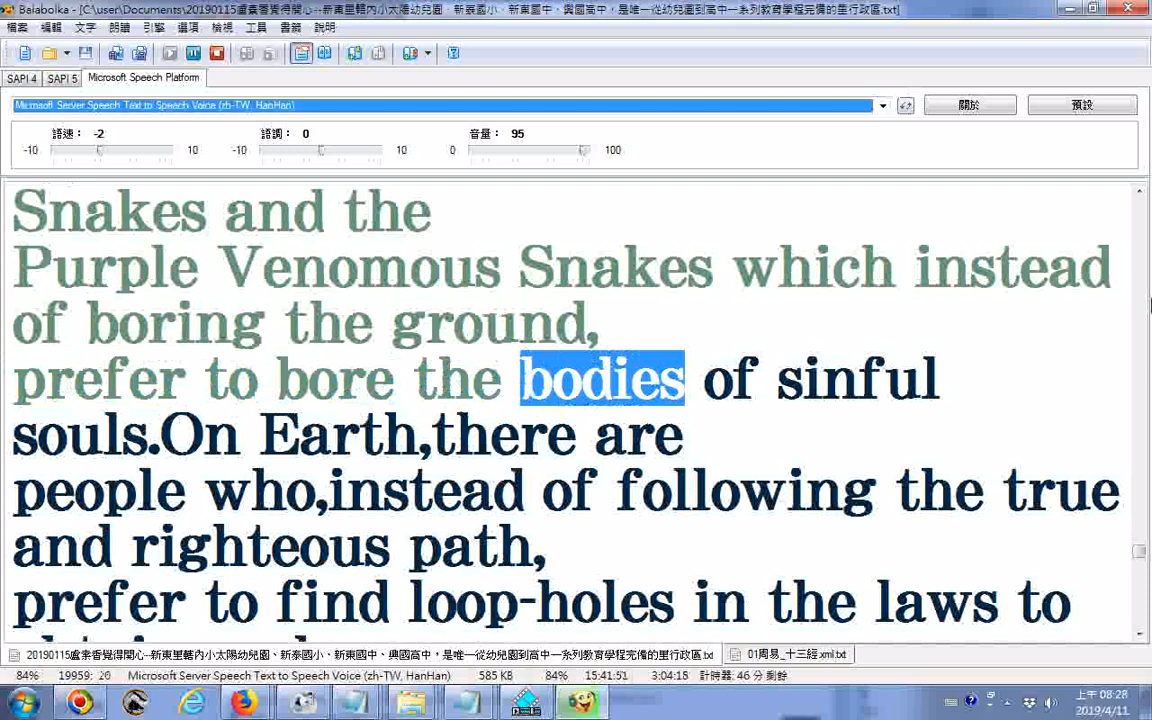 Balabolka - [C:\user\Documents\20190115盧素香覺得開心--新東里轄內小太陽幼兒園、新泰國小、新東國中、興國高中，是唯一從幼兒園到高中一系列教育學程完備的里行政區.txt]
檔案 編輯 文字 朗讀 引擎 選項 檢視 工具 書籤 說明
SAPI 4 SAPI 5 Microsoft Speech Platform
Microsoft Server Speech Text to Speech Voice (zh-TW, HanHan) 關於 預設
語速： -2 語調： 0 音量： 95
-10 10 -10 10 0 100
Snakes and the
Purple Venomous Snakes which instead
of boring the ground,
prefer to bore the bodies of sinful
souls.On Earth,there are
people who,instead of following the true
and righteous path,
prefer to find loop-holes in the laws to
20190115盧素香覺得開心--新東里轄內小太陽幼兒園、新泰國小、新東國中、興國高中，是唯一從幼兒園到高中一系列教育學程完備的里行政區.txt 01周易_十三經.xml.txt
84% 19959: 20 Microsoft Server Speech Text to Speech Voice (zh-TW, HanHan) 585 KB 84% 15:41:51 3:04:18 計時器: 46 分 剩餘
上午 08:28
2019/4/11